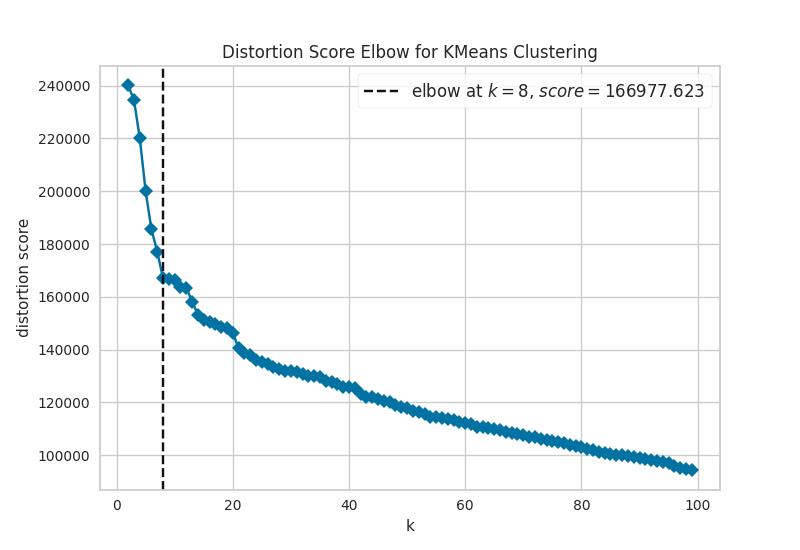 Distortion Score Elbow for KMeans Clustering
elbow at k = 8, score = 166977.623
distortion score
240000
220000
200000
180000
160000
140000
120000
100000
0 20 40 60 80 100
k